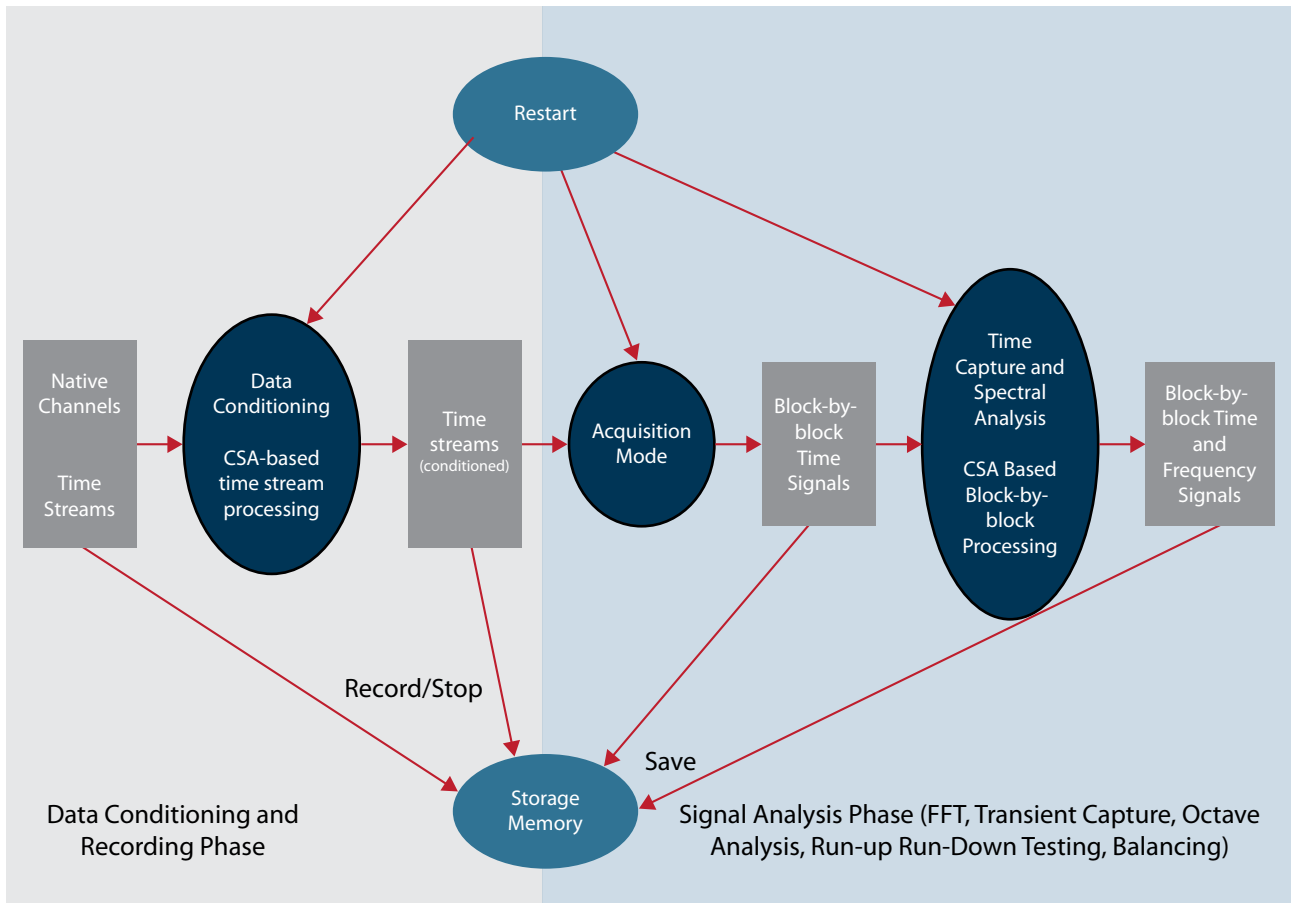 Restart
Native
Channels
Time
Streams
Data
Conditioning
CSA-based
time stream
processing
Time
streams
(conditioned)
Acquisition
Mode
Block-by-
block
Time
Signals
Time
Capture and
Spectral
Analysis
CSA Based
Block-by-
block
Processing
Block-by-
block Time
and
Frequency
Signals
Record/Stop
Save
Storage
Memory
Data Conditioning and
Recording Phase
Signal Analysis Phase (FFT, Transient Capture, Octave
Analysis, Run-up Run-Down Testing, Balancing)